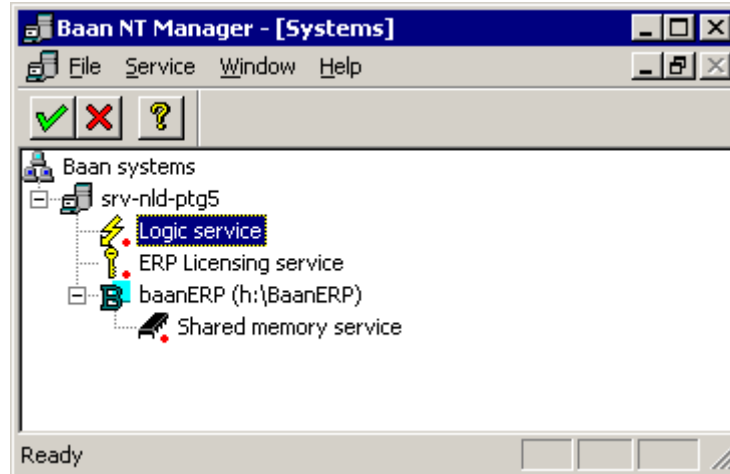 Baan NT Manager - [Systems]
File Service Window Help
Baan systems
srv-nld-ptg5
Logic service
ERP Licensing service
baanERP (h:\BaanERP)
Shared memory service
Ready